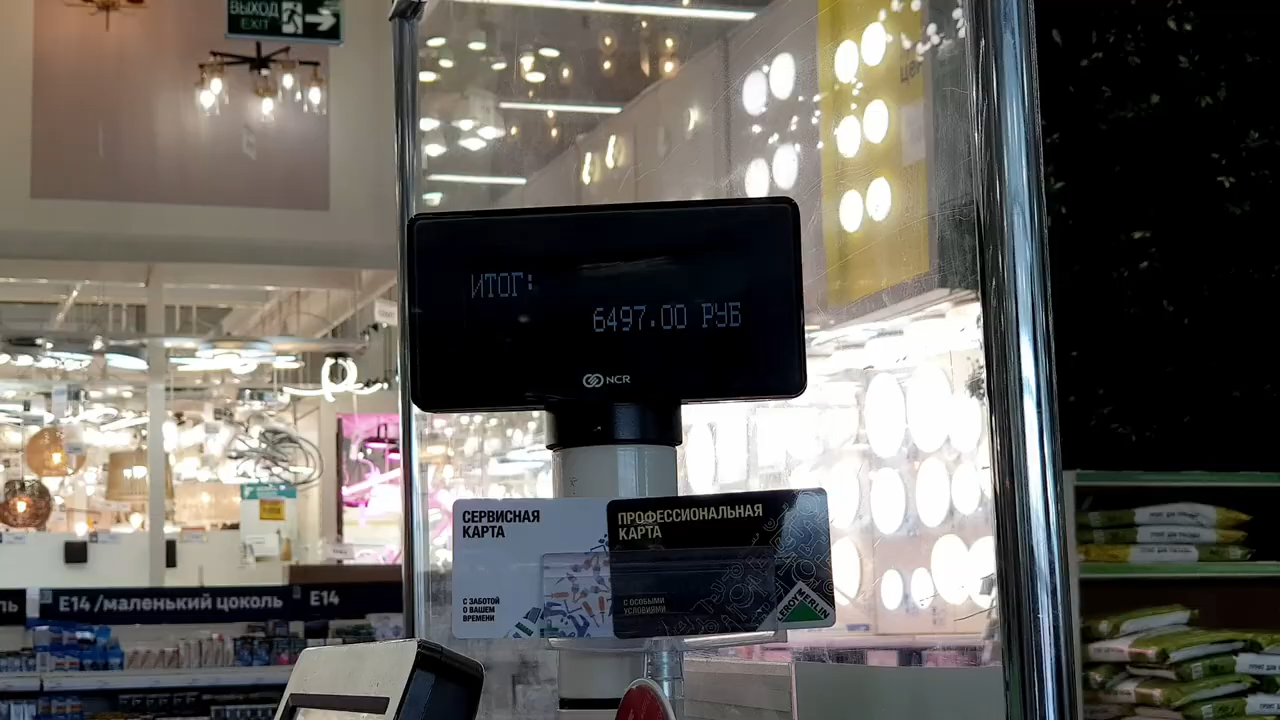 ВЫХОД
EXIT
ИТОГ:
6497.00 РУБ
NCR
СЕРВИСНАЯ
КАРТА
С ЗАБОТОЙ
О ВАШЕМ
ВРЕМЕНИ
ПРОФЕССИОНАЛЬНАЯ
КАРТА
С ОСОБЫМИ
УСЛОВИЯМИ
LEROY MERLIN
E14 /маленький цоколь
E14